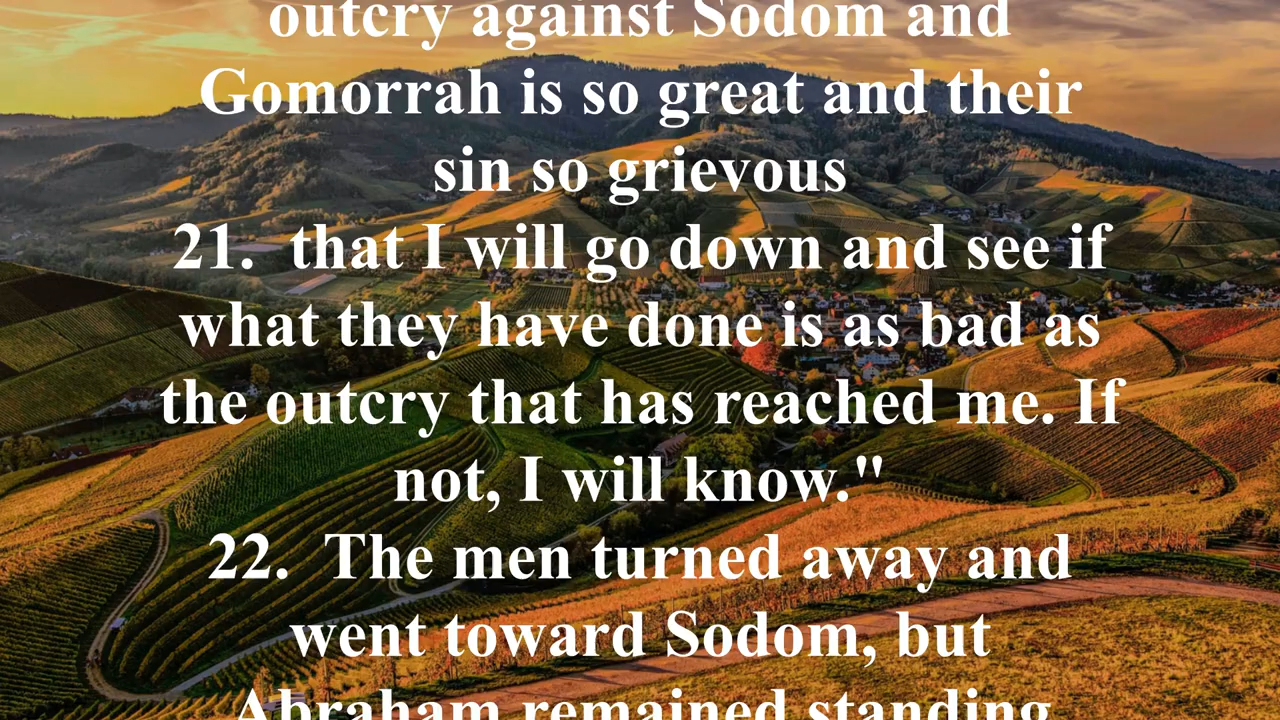 outcry against Sodom and
Gomorrah is so great and their
sin so grievous
21.  that I will go down and see if
what they have done is as bad as
the outcry that has reached me. If
not, I will know."
22.  The men turned away and
went toward Sodom, but
Abraham remained standing